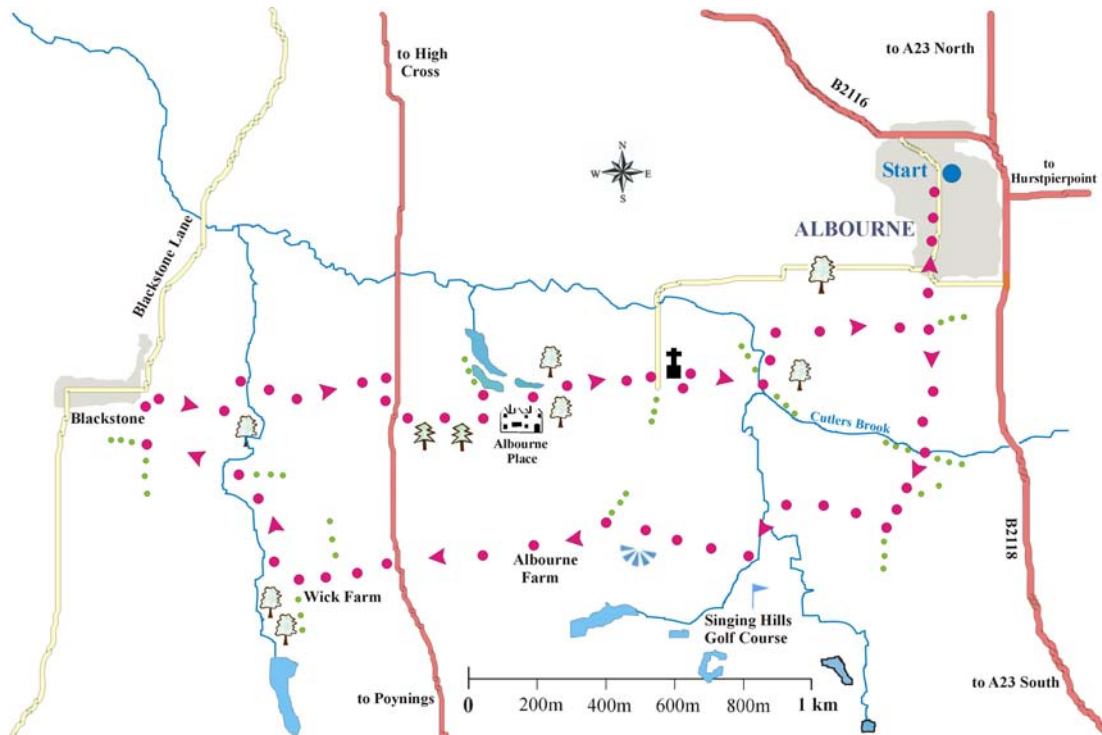 to High
Cross
to A23 North
B2116
to
Hurstpierpoint
Start
N
W E
S
ALBOURNE
Blackstone Lane
Blackstone
Cutlers Brook
Albourne
Place
B2118
Albourne
Farm
Wick Farm
Singing Hills
Golf Course
to A23 South
to Poynings
0 200m 400m 600m 800m 1 km